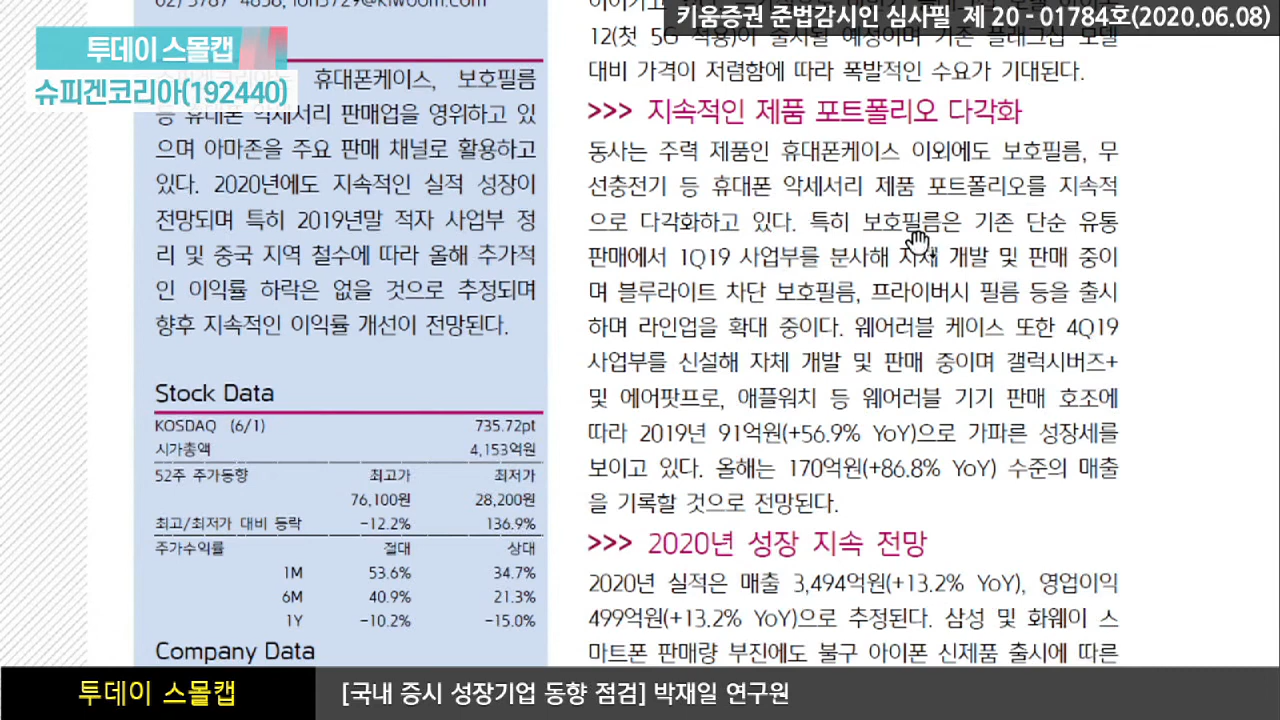 키움증권 준법감시인 심사필 제 20 - 01784호(2020.06.08)
투데이 스몰캡
슈피겐코리아(192440)
휴대폰케이스, 보호필름
등 휴대폰 악세서리 판매업을 영위하고 있
으며 아마존을 주요 판매 채널로 활용하고
있다. 2020년에도 지속적인 실적 성장이
전망되며 특히 2019년말 적자 사업부 정
리 및 중국 지역 철수에 따라 올해 추가적
인 이익률 하락은 없을 것으로 추정되며
향후 지속적인 이익률 개선이 전망된다.
Stock Data
KOSDAQ (6/1) 735.72pt
시가총액 4,153억원
52주 주가동향 최고가 최저가
76,100원 28,200원
최고/최저가 대비 등락 -12.2% 136.9%
주가수익률 절대 상대
1M 53.6% 34.7%
6M 40.9% 21.3%
1Y -10.2% -15.0%
Company Data
12(첫 5G 적용)이 출시될 예정이며 기존 플래그십 모델
대비 가격이 저렴함에 따라 폭발적인 수요가 기대된다.
>>> 지속적인 제품 포트폴리오 다각화
동사는 주력 제품인 휴대폰케이스 이외에도 보호필름, 무
선충전기 등 휴대폰 악세서리 제품 포트폴리오를 지속적
으로 다각화하고 있다. 특히 보호필름은 기존 단순 유통
판매에서 1Q19 사업부를 분사해 자체 개발 및 판매 중이
며 블루라이트 차단 보호필름, 프라이버시 필름 등을 출시
하며 라인업을 확대 중이다. 웨어러블 케이스 또한 4Q19
사업부를 신설해 자체 개발 및 판매 중이며 갤럭시버즈+
및 에어팟프로, 애플워치 등 웨어러블 기기 판매 호조에
따라 2019년 91억원(+56.9% YoY)으로 가파른 성장세를
보이고 있다. 올해는 170억원(+86.8% YoY) 수준의 매출
을 기록할 것으로 전망된다.
>>> 2020년 성장 지속 전망
2020년 실적은 매출 3,494억원(+13.2% YoY), 영업이익
499억원(+13.2% YoY)으로 추정된다. 삼성 및 화웨이 스
마트폰 판매량 부진에도 불구 아이폰 신제품 출시에 따른
투데이 스몰캡
[국내 증시 성장기업 동향 점검] 박재일 연구원